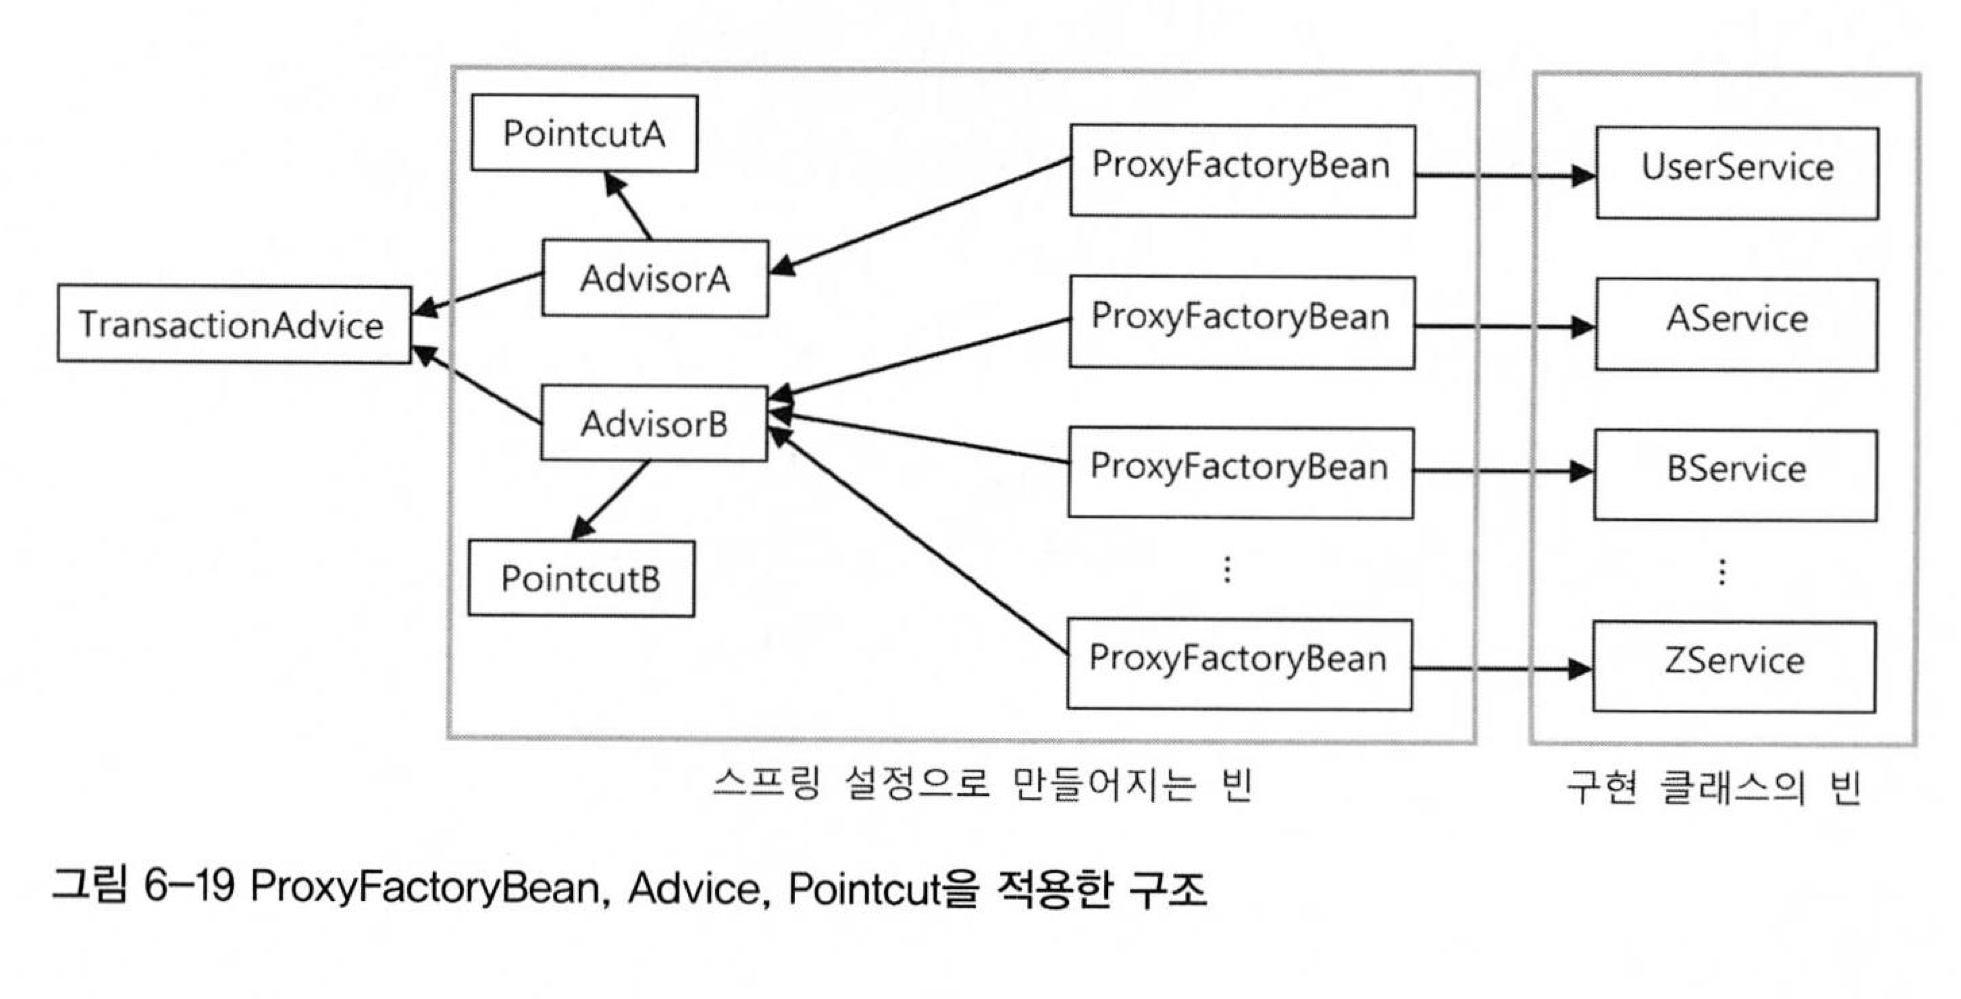 PointcutA
ProxyFactoryBean
UserService
AdvisorA
TransactionAdvice
ProxyFactoryBean
AService
AdvisorB
ProxyFactoryBean
BService
⋮
⋮
PointcutB
ProxyFactoryBean
ZService
스프링 설정으로 만들어지는 빈
구현 클래스의 빈
그림 6-19 ProxyFactoryBean, Advice, Pointcut을 적용한 구조